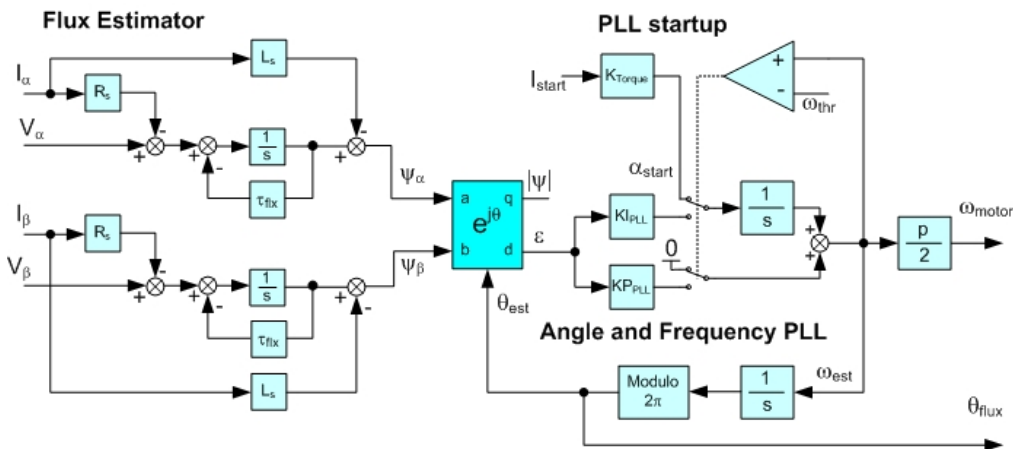 Flux Estimator
PLL startup
Iα
Rs
Ls
Vα
-
+
+
-
1
s
τflx
-
+
ψα
Iβ
Rs
Vβ
-
+
+
-
1
s
τflx
+
-
ψβ
Ls
a
q
e^jθ
b
d
|ψ|
ε
θest
Istart
KTorque
+
-
ωthr
αstart
KIPLL
0
KPPLL
1
s
+
+
p
2
ωmotor
Angle and Frequency PLL
Modulo
2π
1
s
ωest
θflux